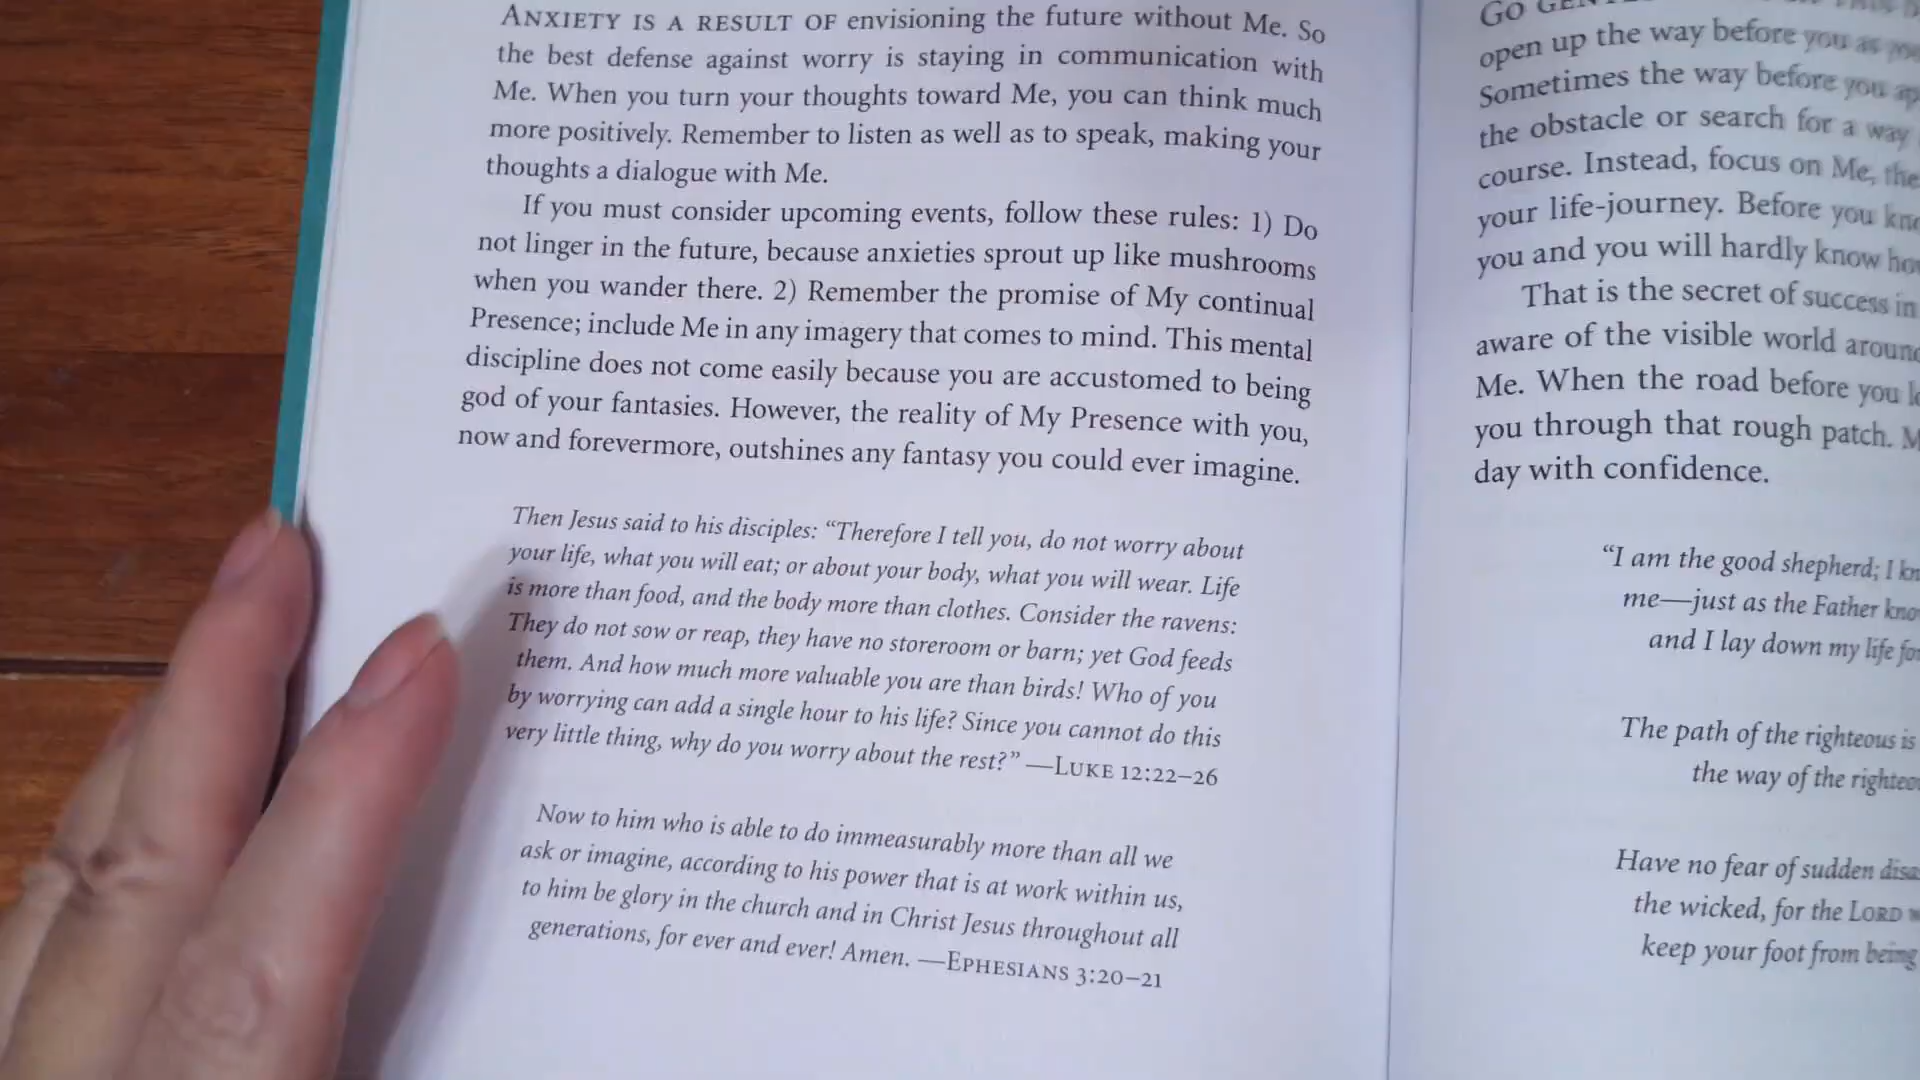 ANXIETY IS A RESULT OF envisioning the future without Me. So
the best defense against worry is staying in communication with
Me. When you turn your thoughts toward Me, you can think much
more positively. Remember to listen as well as to speak, making your
thoughts a dialogue with Me.
If you must consider upcoming events, follow these rules: 1) Do
not linger in the future, because anxieties sprout up like mushrooms
when you wander there. 2) Remember the promise of My continual
Presence; include Me in any imagery that comes to mind. This mental
discipline does not come easily because you are accustomed to being
god of your fantasies. However, the reality of My Presence with you,
now and forevermore, outshines any fantasy you could ever imagine.
Then Jesus said to his disciples: “Therefore I tell you, do not worry about
your life, what you will eat; or about your body, what you will wear. Life
is more than food, and the body more than clothes. Consider the ravens:
They do not sow or reap, they have no storeroom or barn; yet God feeds
them. And how much more valuable you are than birds! Who of you
by worrying can add a single hour to his life? Since you cannot do this
very little thing, why do you worry about the rest?” —LUKE 12:22–26
Now to him who is able to do immeasurably more than all we
ask or imagine, according to his power that is at work within us,
to him be glory in the church and in Christ Jesus throughout all
generations, for ever and ever! Amen. —EPHESIANS 3:20–21
GO
open up the way before you as
Sometimes the way before you
the obstacle or search for a way
course. Instead, focus on Me, the
your life-journey. Before you
you and you will hardly know
That is the secret of success in
aware of the visible world
Me. When the road before you
you through that rough patch.
day with confidence.
“I am the good shepherd; I
me—just as the Father
and I lay down my life
The path of the righteous is
the way of the
Have no fear of sudden
the wicked, for the LORD
keep your foot from being